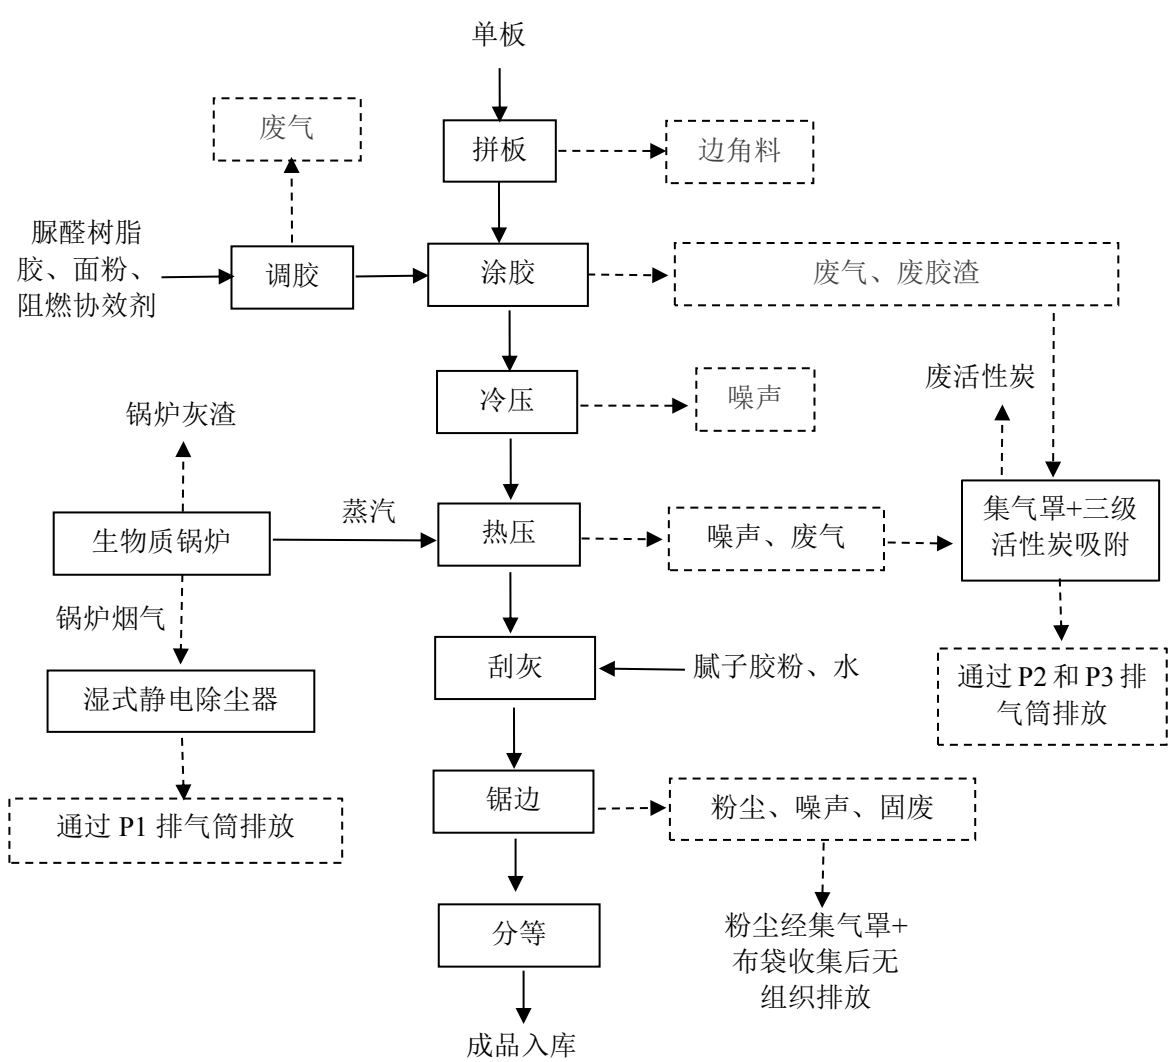 单板
废气
拼板
边角料
脲醛树脂
胶、面粉、
阻燃协效剂
调胶
涂胶
废气、废胶渣
冷压
噪声
废活性炭
锅炉灰渣
生物质锅炉
蒸汽
热压
噪声、废气
集气罩+三级
活性炭吸附
锅炉烟气
刮灰
腻子胶粉、水
通过 P2 和 P3 排
气筒排放
湿式静电除尘器
锯边
粉尘、噪声、固废
通过 P1 排气筒排放
分等
粉尘经集气罩+
布袋收集后无
组织排放
成品入库